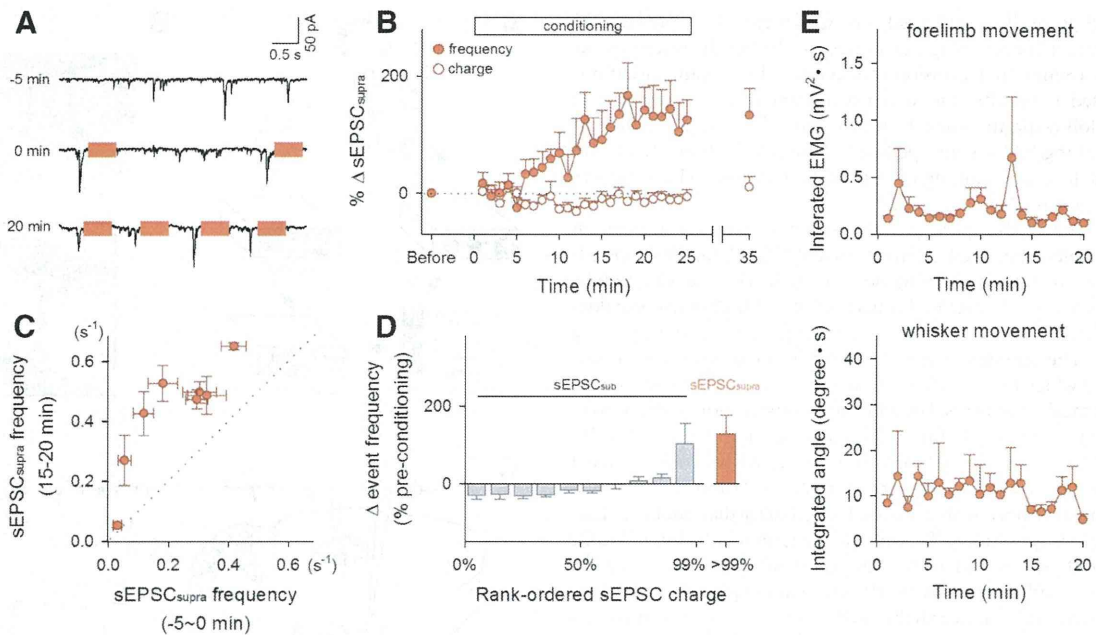 A
50 pA
0.5 s
-5 min
0 min
20 min
B
conditioning
frequency
charge
200
0
% Δ sEPSCsupra
Before
0
5
10
15
20
25
35
Time (min)
C
(s-1)
0.6
0.4
0.2
0.0
sEPSCsupra frequency
(15-20 min)
0.0
0.2
0.4
0.6
(s-1)
sEPSCsupra frequency
(-5~0 min)
D
sEPSCsub
sEPSCsupra
200
0
Δ event frequency
(% pre-conditioning)
0%
50%
99%
>99%
Rank-ordered sEPSC charge
E
forelimb movement
1.5
1.0
0.5
0.0
Interated EMG (mV2 • s)
0
5
10
15
20
Time (min)
whisker movement
40
30
20
10
0
Integrated angle (degree • s)
0
5
10
15
20
Time (min)